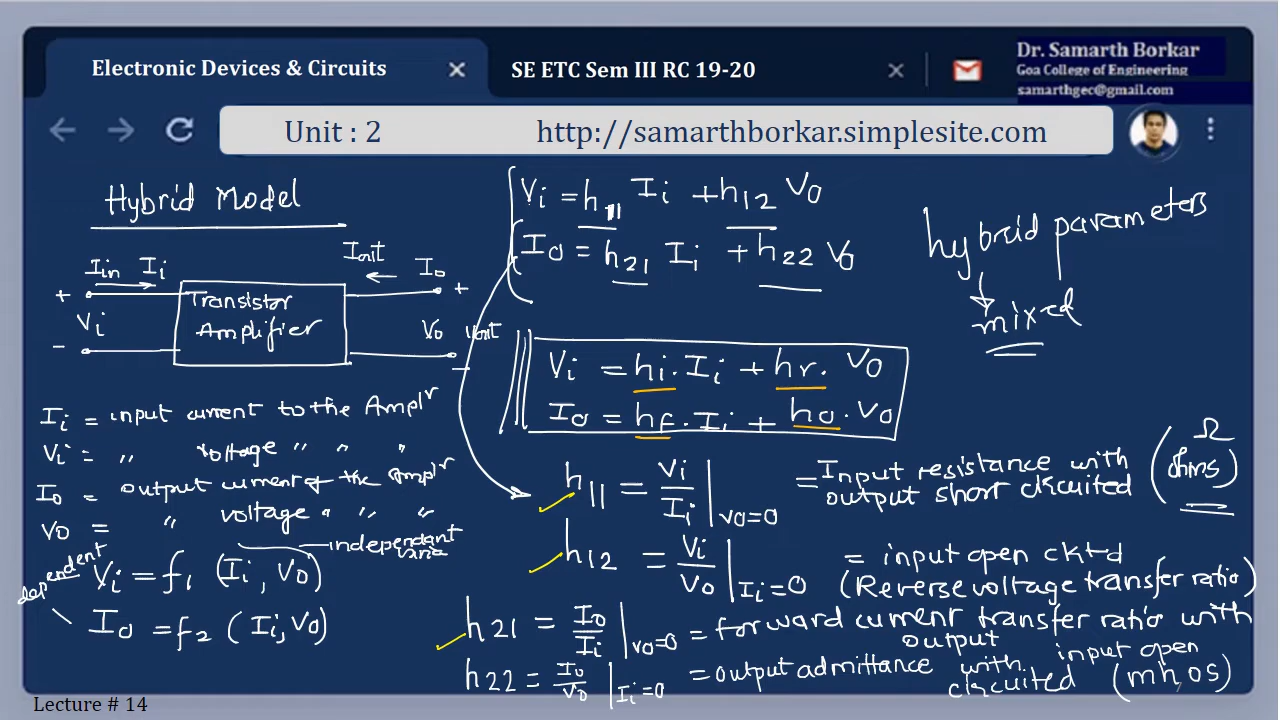 Electronic Devices & Circuits
SE ETC Sem III RC 19-20
Dr. Samarth Borkar
Goa College of Engineering
samarthgec@gmail.com
Unit : 2
http://samarthborkar.simplesite.com
Hybrid Model
Iin Ii
Iout Io
+ +
Vi
Transistor
Amplifier
Vo Vout
− −
Ii = input current to the Amplr
Vi = " voltage " " "
Io = output current of the Amplr
Vo = " voltage " " "
independant
dependent
Vi = f1 (Ii, Vo)
Io = f2 (Ii, Vo)
Vi = h11 Ii + h12 Vo
Io = h21 Ii + h22 Vo
hybrid parameters
mixed
Vi = hi. Ii + hr. Vo
Io = hf. Ii + ho. Vo
h11 = Vi/Ii | Vo=0 = Input resistance with
output short circuited (Ω
ohms)
h12 = Vi/Vo | Ii=0 = input open cktd
(Reverse voltage transfer ratio)
h21 = Io/Ii | Vo=0 = forward current transfer ratio with
output
h22 = Io/Vo | Ii=0 = output admittance with input open
circuited (mhos)
Lecture # 14